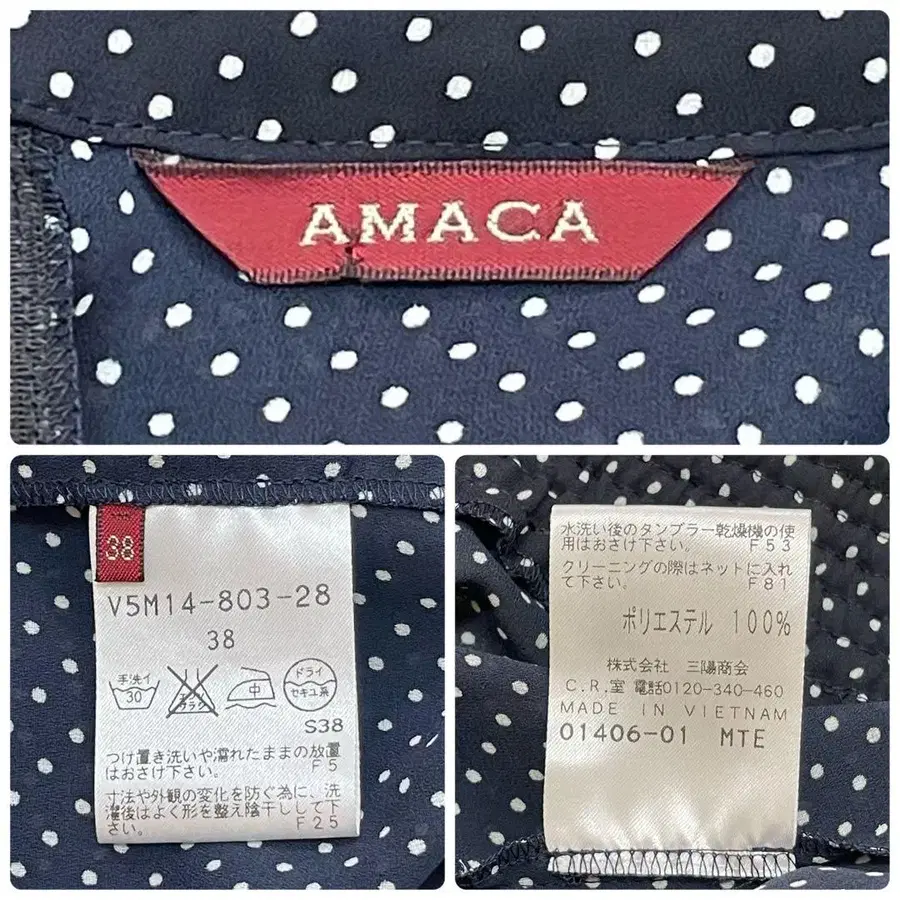 AMACA
38
V5M14-803-28
38
手洗イ
30
エンソ
サラシ
中
ドライ
セキユ系
S38
つけ置き洗いや濡れたままの放置
はおさけ下さい。 F5
寸法や外観の変化を防ぐ為に、洗
濯後はよく形を整え陰干しして下
さい。 F25
水洗い後のタンブラー乾燥機の使
用はおさけ下さい。 F53
クリーニングの際はネットに入れ
て下さい。 F81
ポリエステル 100%
株式会社 三陽商会
C.R.室 電話0120-340-460
MADE IN VIETNAM
01406-01 MTE